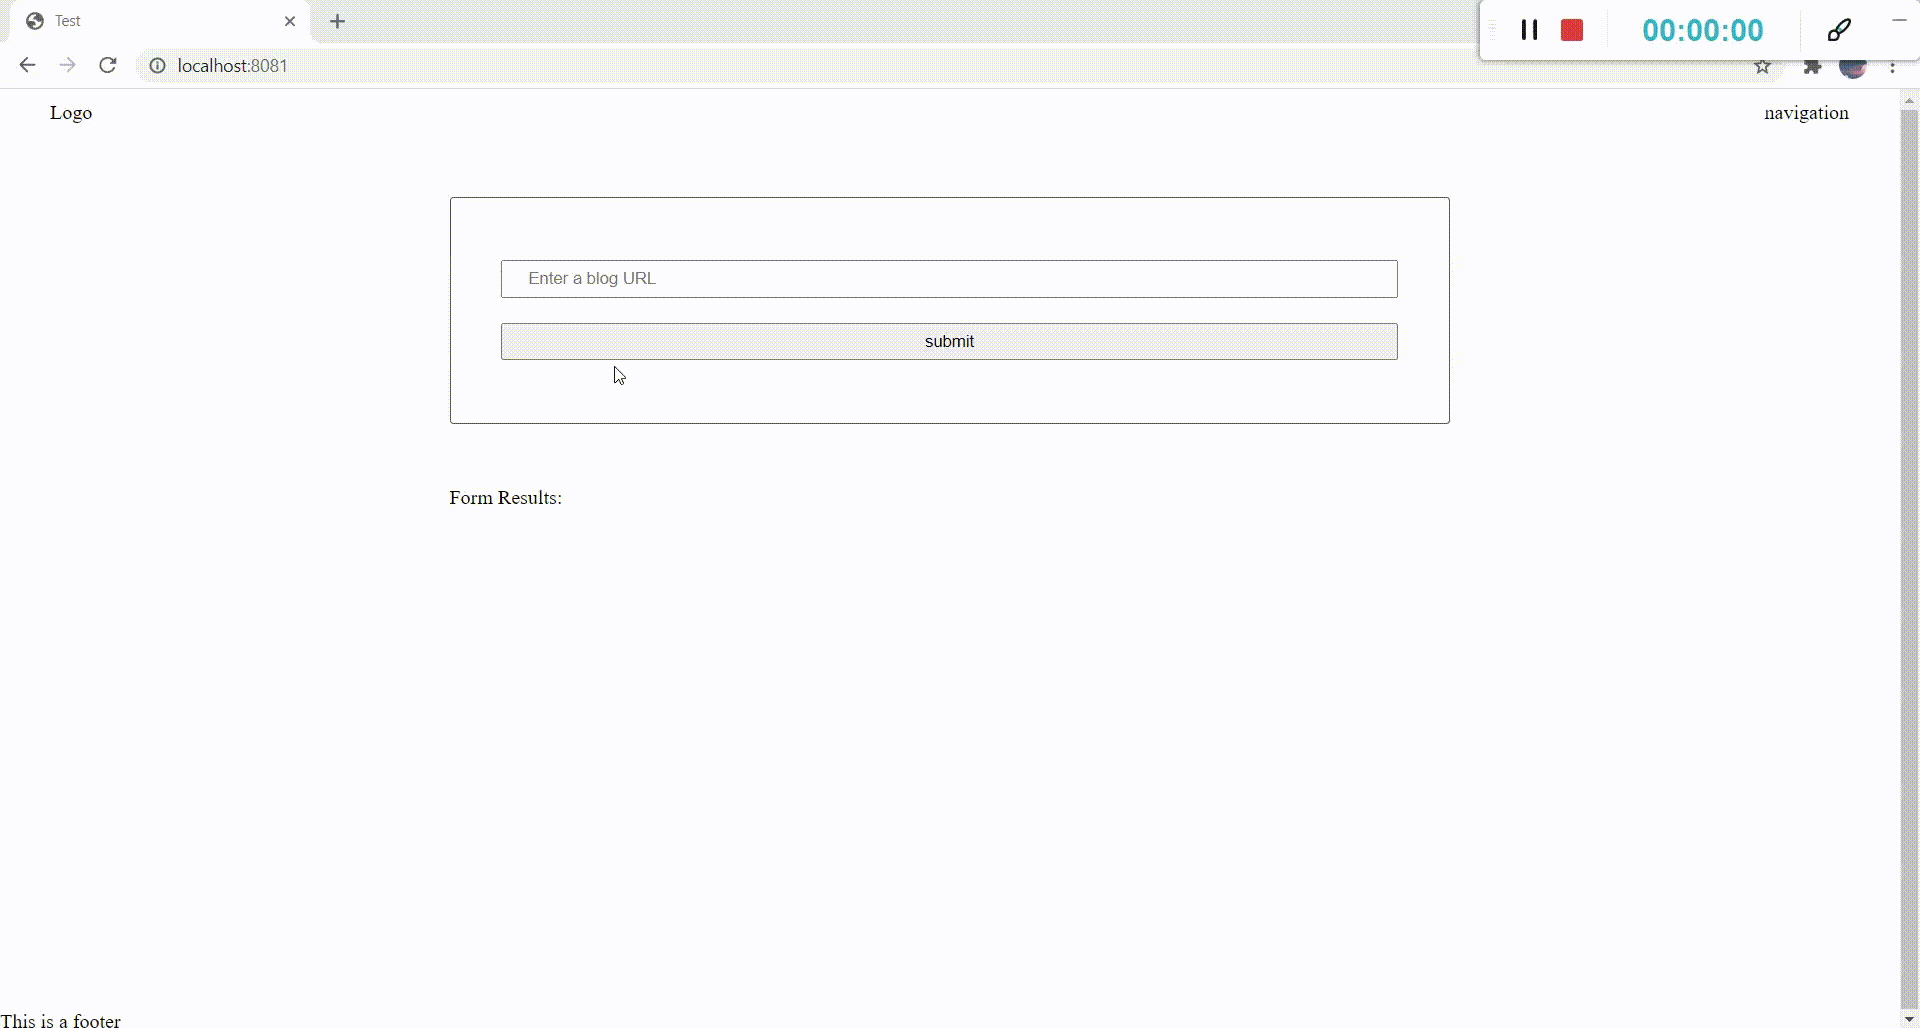 Test
00:00:00
localhost:8081
Logo
navigation
Enter a blog URL
submit
Form Results:
This is a footer